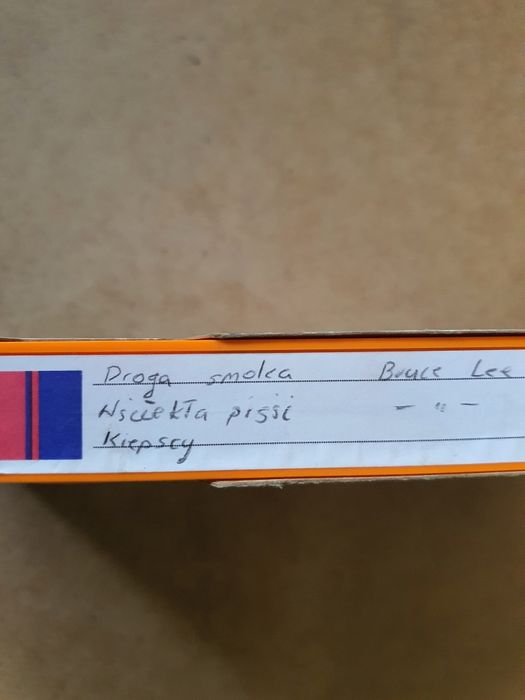 Droga smoka Bruce Lee
Wściekła pięść - " -
Kiepscy